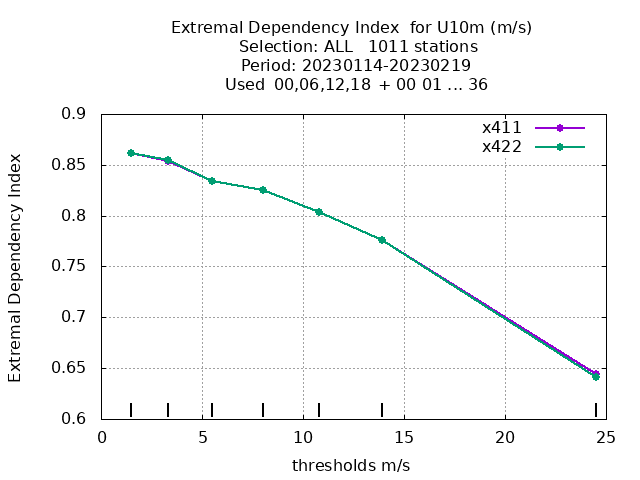 Extremal Dependency Index  for U10m (m/s)
Selection: ALL   1011 stations
Period: 20230114-20230219
Used  00,06,12,18  + 00 01 ... 36
x411
x422
Extremal Dependency Index
0.9
0.85
0.8
0.75
0.7
0.65
0.6
0 5 10 15 20 25
thresholds m/s